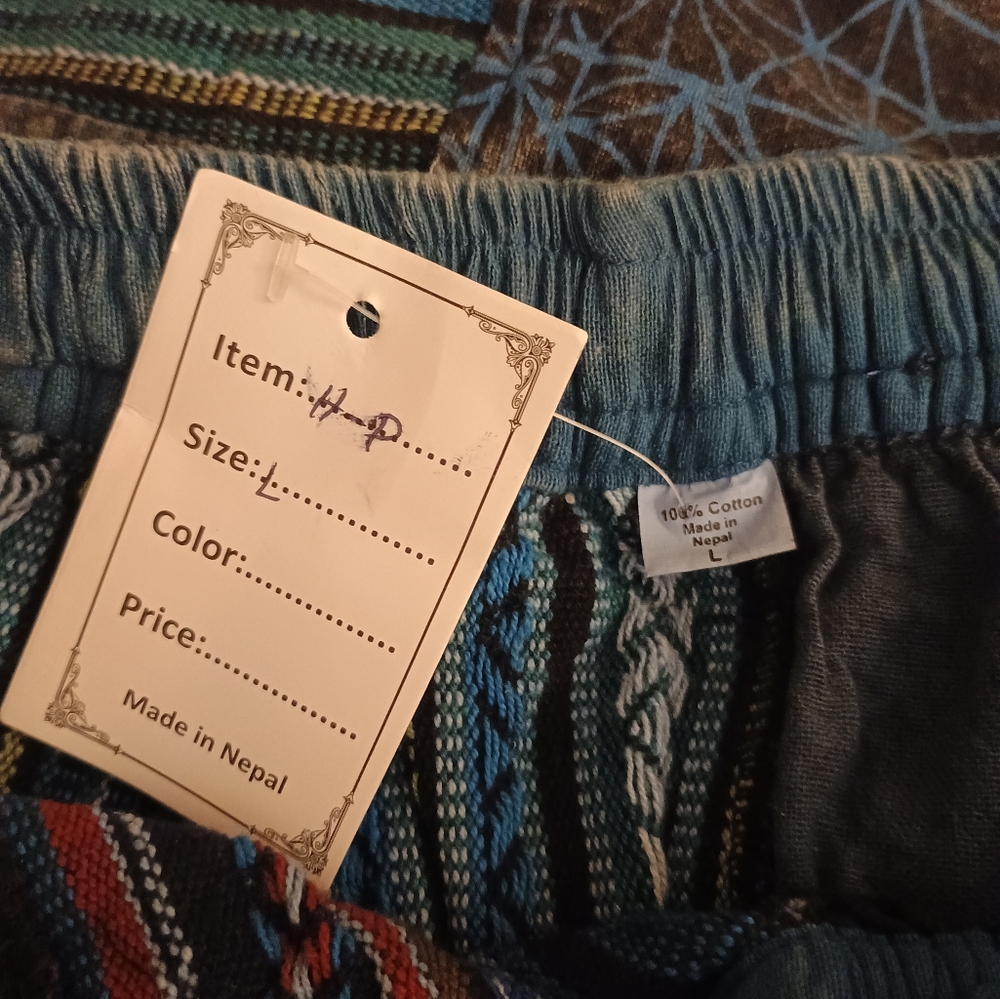 Item:..H-P........
Size:L..................
Color:..................
Price:..................
Made in Nepal
100% Cotton
Made in
Nepal
L